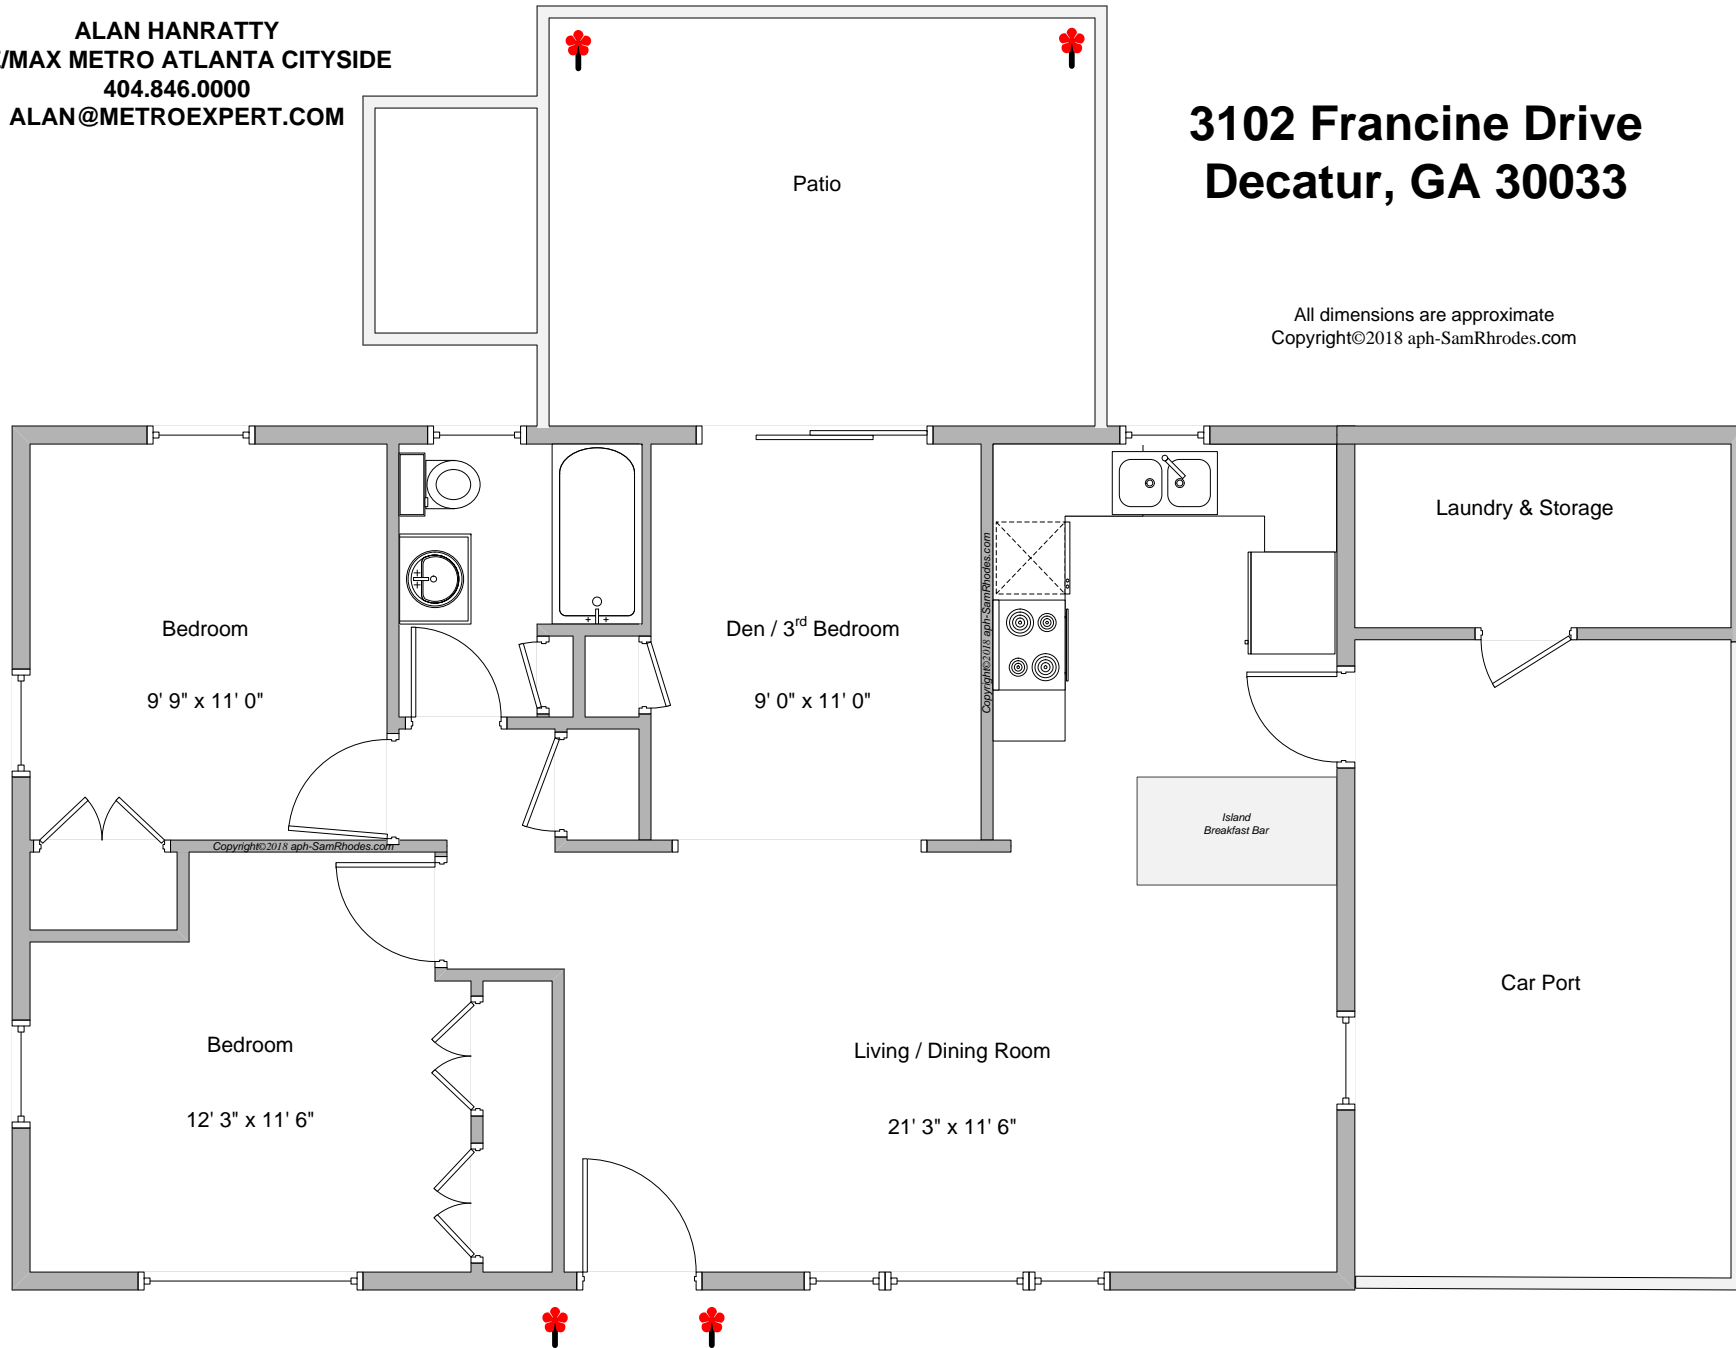 ALAN HANRATTY
E/MAX METRO ATLANTA CITYSIDE
404.846.0000
ALAN@METROEXPERT.COM
3102 Francine Drive
Decatur, GA 30033
All dimensions are approximate
Copyright©2018 aph-SamRhrodes.com
Patio
Laundry & Storage
Bedroom
9' 9" x 11' 0"
Den / 3rd Bedroom
9' 0" x 11' 0"
Copyright©2018 aph-SamRhodes.com
Island
Breakfast Bar
Copyright©2018 aph-SamRhodes.com
Car Port
Bedroom
12' 3" x 11' 6"
Living / Dining Room
21' 3" x 11' 6"